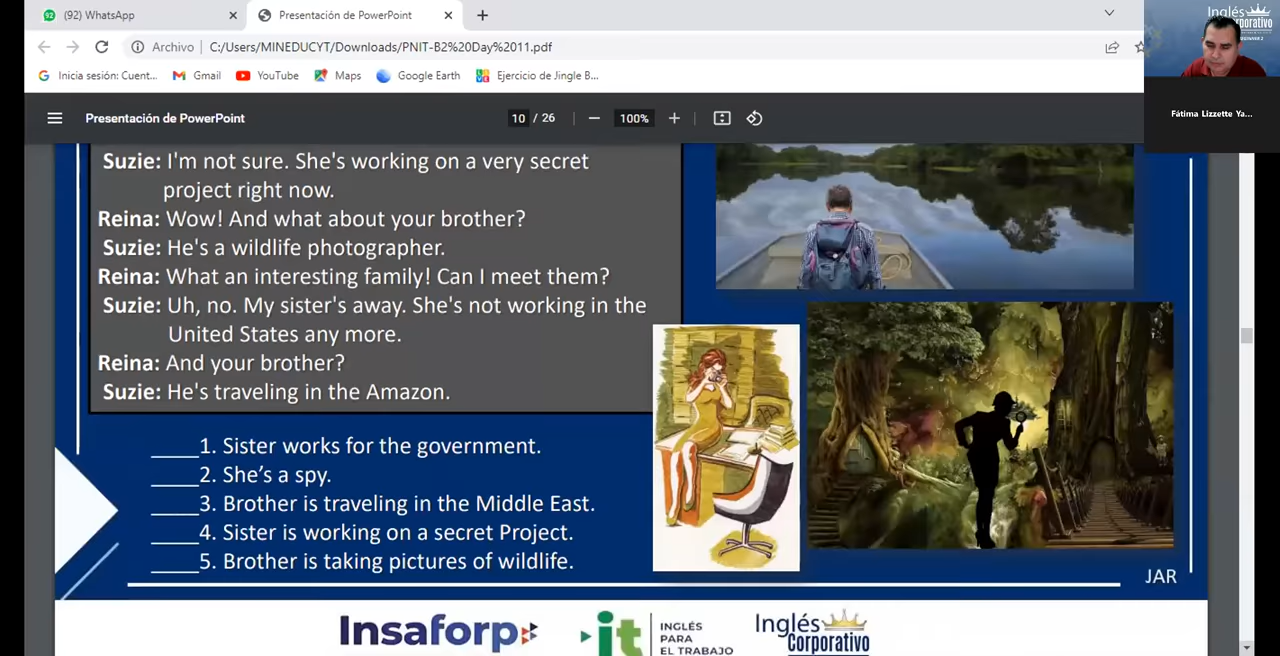 (92) WhatsApp
Presentación de PowerPoint
Archivo
C:/Users/MINEDUCYT/Downloads/PNIT-B2%20Day%2011.pdf
Inicia sesión: Cuent...
Gmail
YouTube
Maps
Google Earth
Ejercicio de Jingle B...
Inglés
Corporativo
Fátima Lizzette Ya...
Presentación de PowerPoint
10 / 26
100%
Suzie: I'm not sure. She's working on a very secret
project right now.
Reina: Wow! And what about your brother?
Suzie: He's a wildlife photographer.
Reina: What an interesting family! Can I meet them?
Suzie: Uh, no. My sister's away. She's not working in the
United States any more.
Reina: And your brother?
Suzie: He's traveling in the Amazon.
_____1. Sister works for the government.
_____2. She’s a spy.
_____3. Brother is traveling in the Middle East.
_____4. Sister is working on a secret Project.
_____5. Brother is taking pictures of wildlife.
JAR
Insaforp
it
INGLÉS
PARA
EL TRABAJO
Inglés
Corporativo